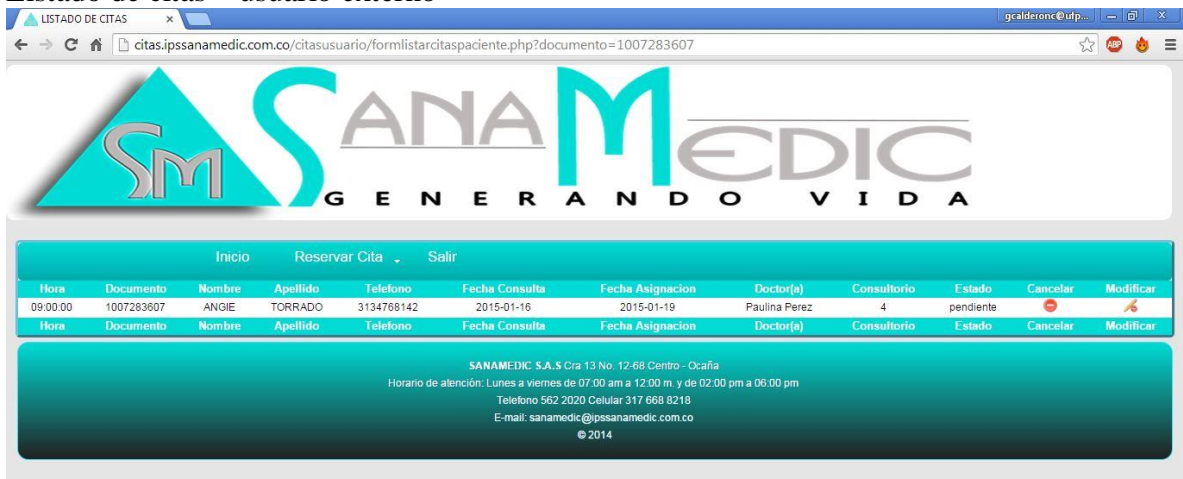 Listado de citas – usuario externo
LISTADO DE CITAS
gcalderonc@ufp...
citas.ipssanamedic.com.co/citasusuario/formlistarcitaspaciente.php?documento=1007283607
ABP
SM SANA MEDIC
GENERANDO VIDA
Inicio Reservar Cita Salir
Hora Documento Nombre Apellido Telefono Fecha Consulta Fecha Asignacion Doctor(a) Consultorio Estado Cancelar Modificar
09:00:00 1007283607 ANGIE TORRADO 3134768142 2015-01-16 2015-01-19 Paulina Perez 4 pendiente
Hora Documento Nombre Apellido Telefono Fecha Consulta Fecha Asignacion Doctor(a) Consultorio Estado Cancelar Modificar
SANAMEDIC S.A.S Cra 13 No. 12-68 Centro - Ocaña
Horario de atención: Lunes a viernes de 07:00 am a 12:00 m. y de 02:00 pm a 06:00 pm
Telefono 562 2020 Celular 317 668 8218
E-mail: sanamedic@ipssanamedic.com.co
© 2014